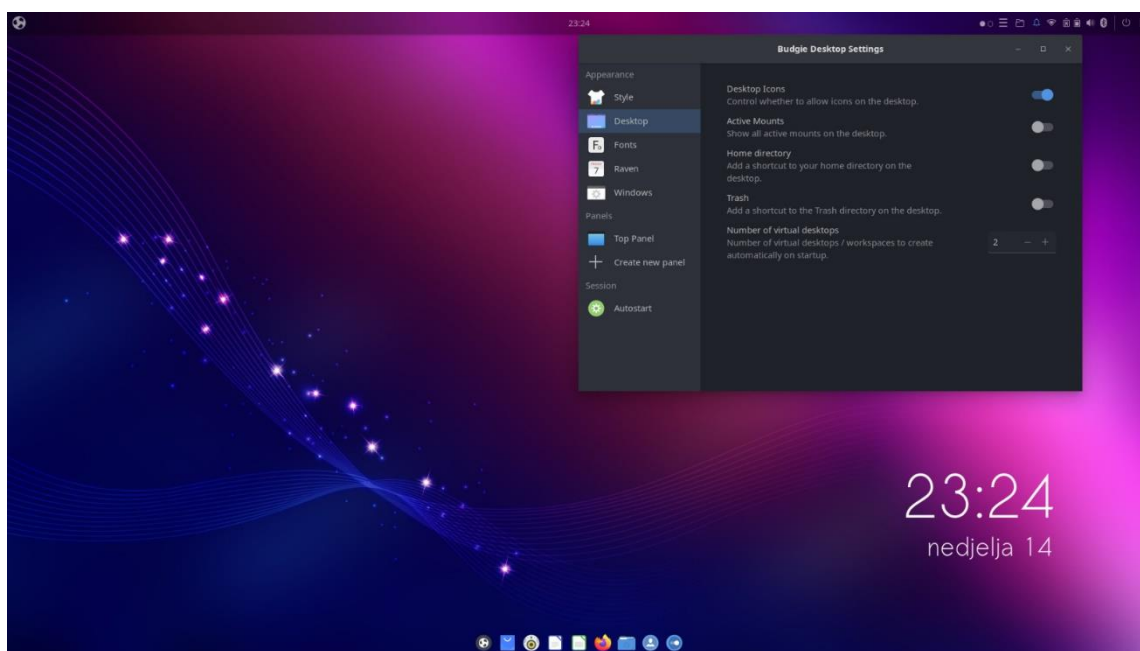 23:24
Budgie Desktop Settings
Appearance
Style
Desktop
Fonts
Raven
7
Windows
Panels
Top Panel
Create new panel
Session
Autostart
Desktop Icons
Control whether to allow icons on the desktop.
Active Mounts
Show all active mounts on the desktop.
Home directory
Add a shortcut to your home directory on the
desktop.
Trash
Add a shortcut to the Trash directory on the desktop.
Number of virtual desktops
Number of virtual desktops / workspaces to create
automatically on startup.
2 − +
23:24
nedjelja 14